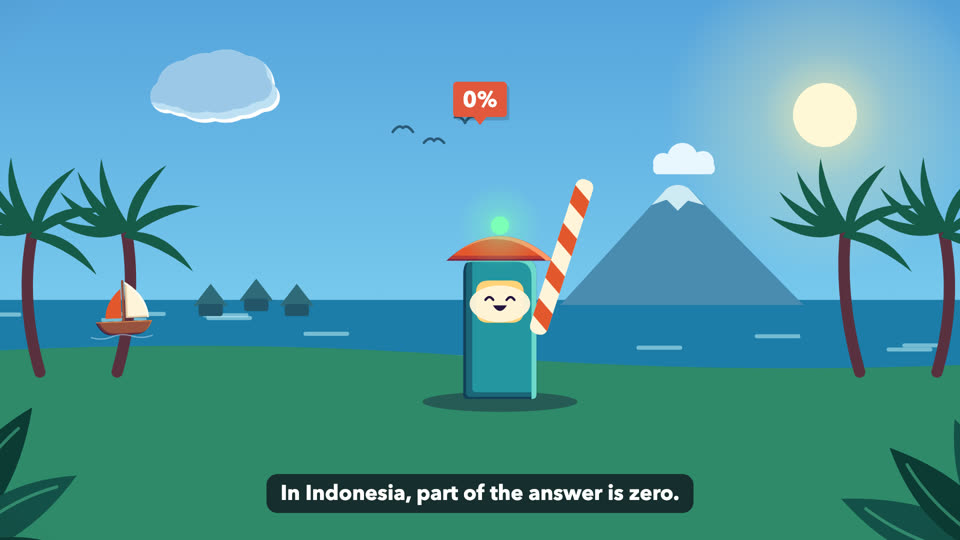 0%
In Indonesia, part of the answer is zero.